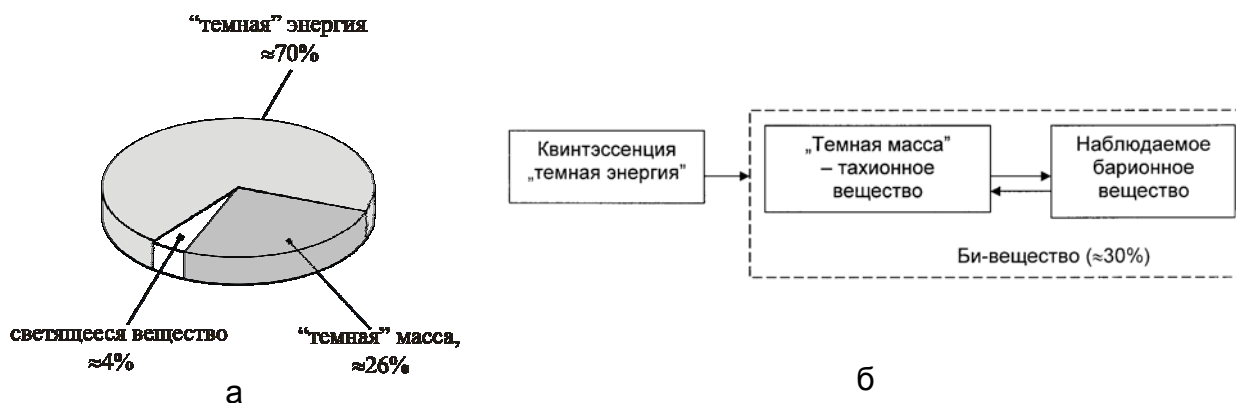 “темная” энергия
≈70%
светящееся вещество
≈4%
“темная” масса,
≈26%
а
Квинтэссенция
„темная энергия”
„Темная масса”
– тахионное
вещество
Наблюдаемое
барионное
вещество
Би-вещество (≈30%)
б